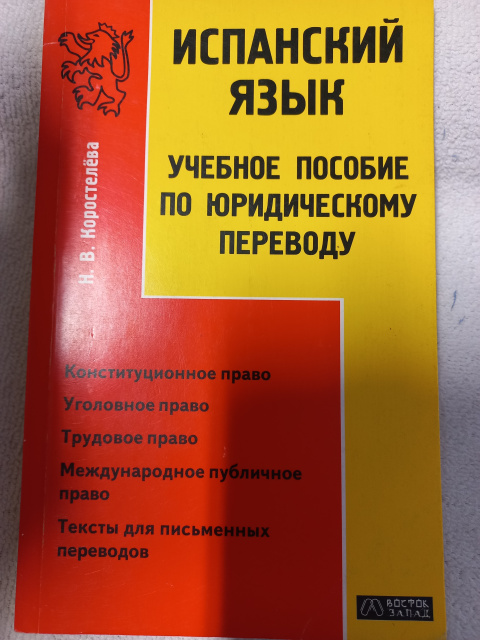 ИСПАНСКИЙ
ЯЗЫК
УЧЕБНОЕ ПОСОБИЕ
ПО ЮРИДИЧЕСКОМУ
ПЕРЕВОДУ
Н. В. Коростелёва
Конституционное право
Уголовное право
Трудовое право
Международное публичное
право
Тексты для письменных
переводов
ВОСТОК
ЗАПАД